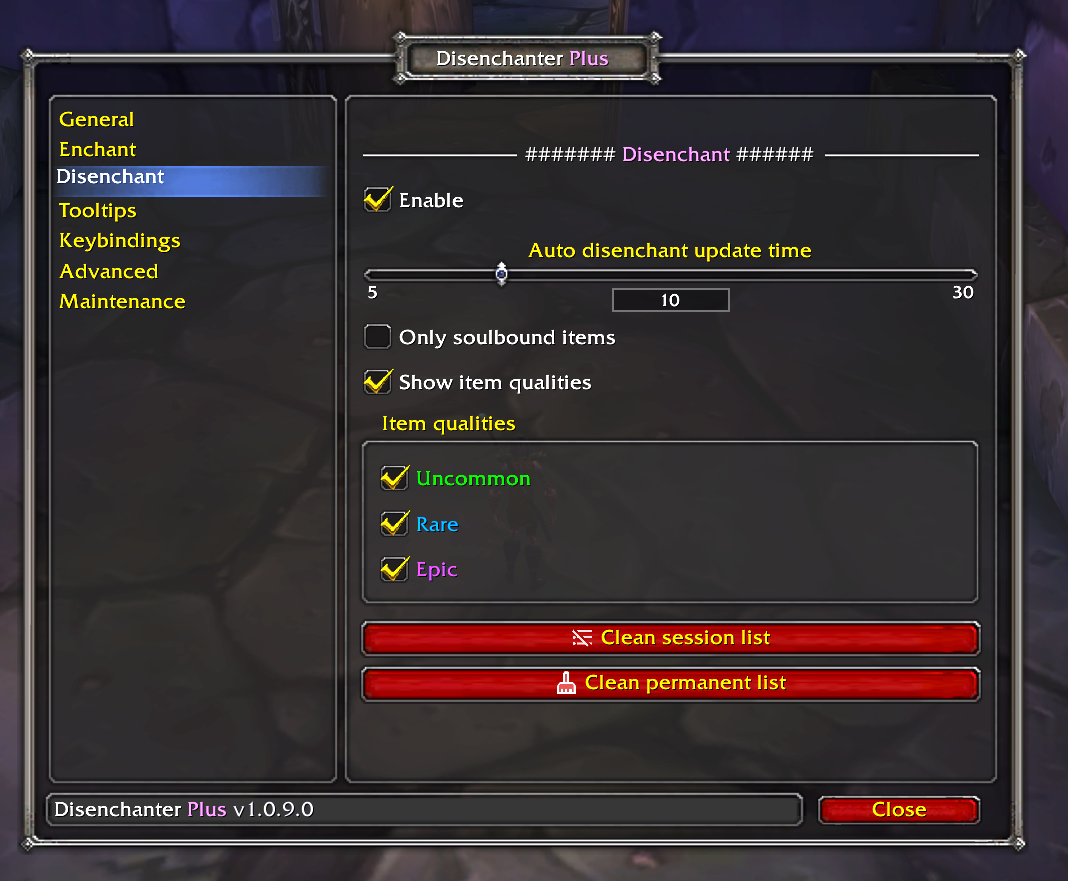 Disenchanter Plus
General
Enchant
Disenchant
Tooltips
Keybindings
Advanced
Maintenance
####### Disenchant ######
Enable
Auto disenchant update time
5
30
10
Only soulbound items
Show item qualities
Item qualities
Uncommon
Rare
Epic
Clean session list
Clean permanent list
Disenchanter Plus v1.0.9.0
Close